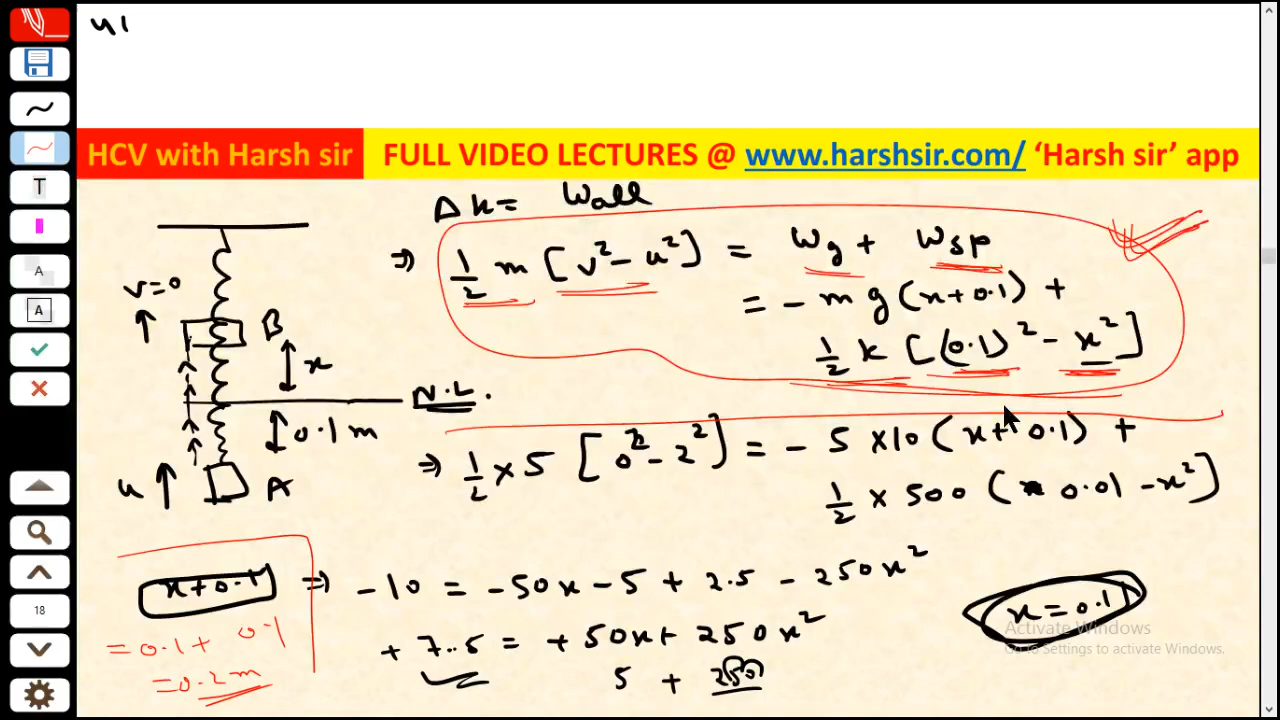 41
HCV with Harsh sir FULL VIDEO LECTURES @ www.harshsir.com/ ‘Harsh sir’ app
Δk = Wall
⇒ 1/2 m [v² - u²] = Wg + Wsp
= - mg(x+0.1) +
1/2 k [(0.1)² - x²]
v=0
B
x
N.L.
0.1 m
u
A
⇒ 1/2 × 5 [0² - 2²] = - 5 × 10 (x + 0.1) +
1/2 × 500 (0.01 - x²)
x+0.1 ⇒ -10 = -50x - 5 + 2.5 - 250x²
= 0.1 + 0.1
= 0.2 m
+ 7.5 = + 50x + 250x²
5 + 250
x = 0.1
Activate Windows
Go to Settings to activate Windows.
T
A
A
18